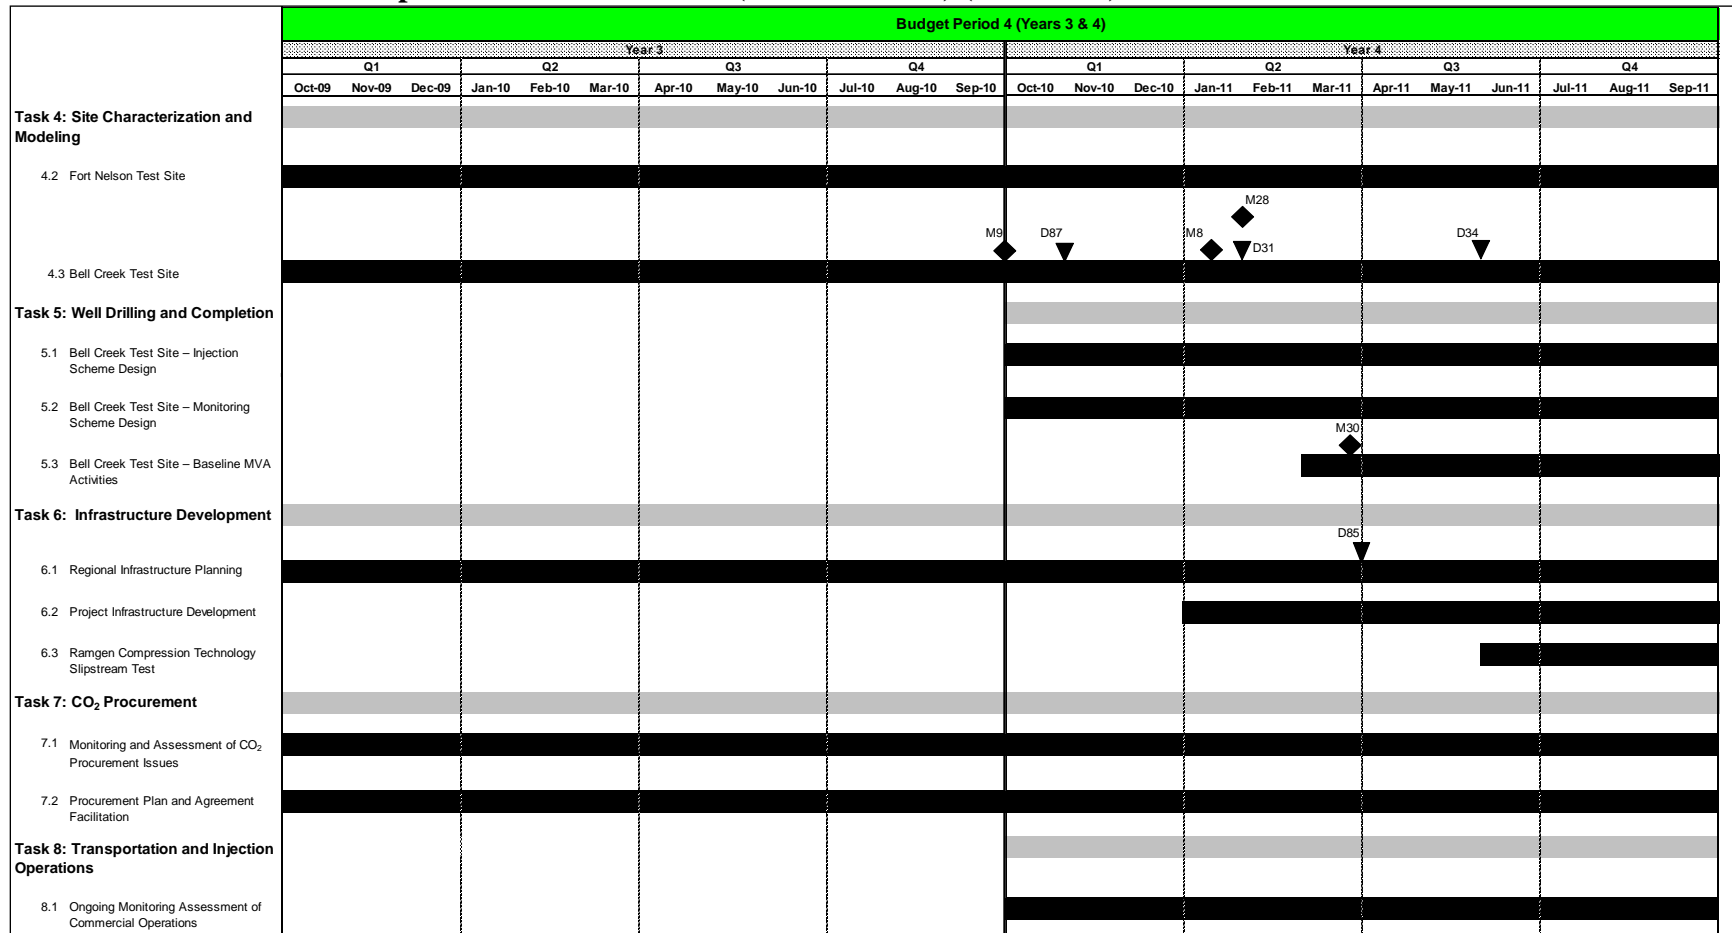 Budget Period 4 (Years 3 & 4)
Year 3 Year 4
Q1 Q2 Q3 Q4 Q1 Q2 Q3 Q4
Oct-09 Nov-09 Dec-09 Jan-10 Feb-10 Mar-10 Apr-10 May-10 Jun-10 Jul-10 Aug-10 Sep-10 Oct-10 Nov-10 Dec-10 Jan-11 Feb-11 Mar-11 Apr-11 May-11 Jun-11 Jul-11 Aug-11 Sep-11
Task 4: Site Characterization and
Modeling
4.2 Fort Nelson Test Site
M28
M9 D87 M8 D31 D34
4.3 Bell Creek Test Site
Task 5: Well Drilling and Completion
5.1 Bell Creek Test Site – Injection
Scheme Design
5.2 Bell Creek Test Site – Monitoring
Scheme Design
M30
5.3 Bell Creek Test Site – Baseline MVA
Activities
Task 6: Infrastructure Development
D85
6.1 Regional Infrastructure Planning
6.2 Project Infrastructure Development
6.3 Ramgen Compression Technology
Slipstream Test
Task 7: CO₂ Procurement
7.1 Monitoring and Assessment of CO₂
Procurement Issues
7.2 Procurement Plan and Agreement
Facilitation
Task 8: Transportation and Injection
Operations
8.1 Ongoing Monitoring Assessment of
Commercial Operations